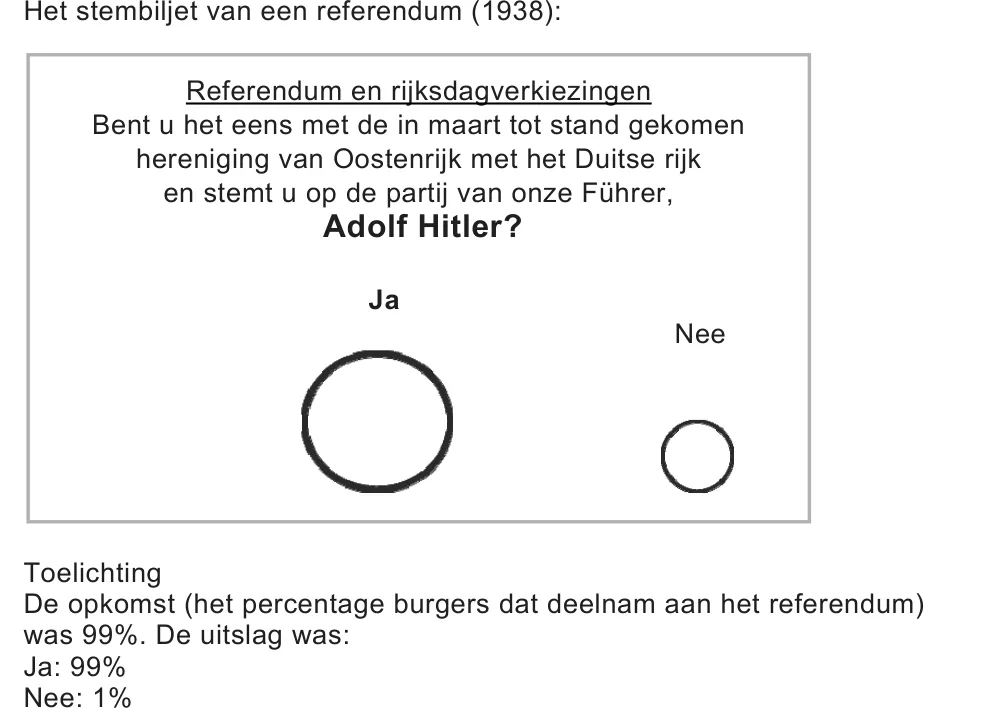 Het stembiljet van een referendum (1938):
Referendum en rijksdagverkiezingen
Bent u het eens met de in maart tot stand gekomen
hereniging van Oostenrijk met het Duitse rijk
en stemt u op de partij van onze Führer,
Adolf Hitler?
Ja
Nee
Toelichting
De opkomst (het percentage burgers dat deelnam aan het referendum)
was 99%. De uitslag was:
Ja: 99%
Nee: 1%